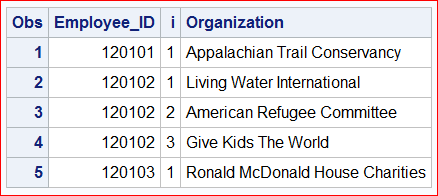 Obs Employee_ID i Organization
1 120101 1 Appalachian Trail Conservancy
2 120102 1 Living Water International
3 120102 2 American Refugee Committee
4 120102 3 Give Kids The World
5 120103 1 Ronald McDonald House Charities